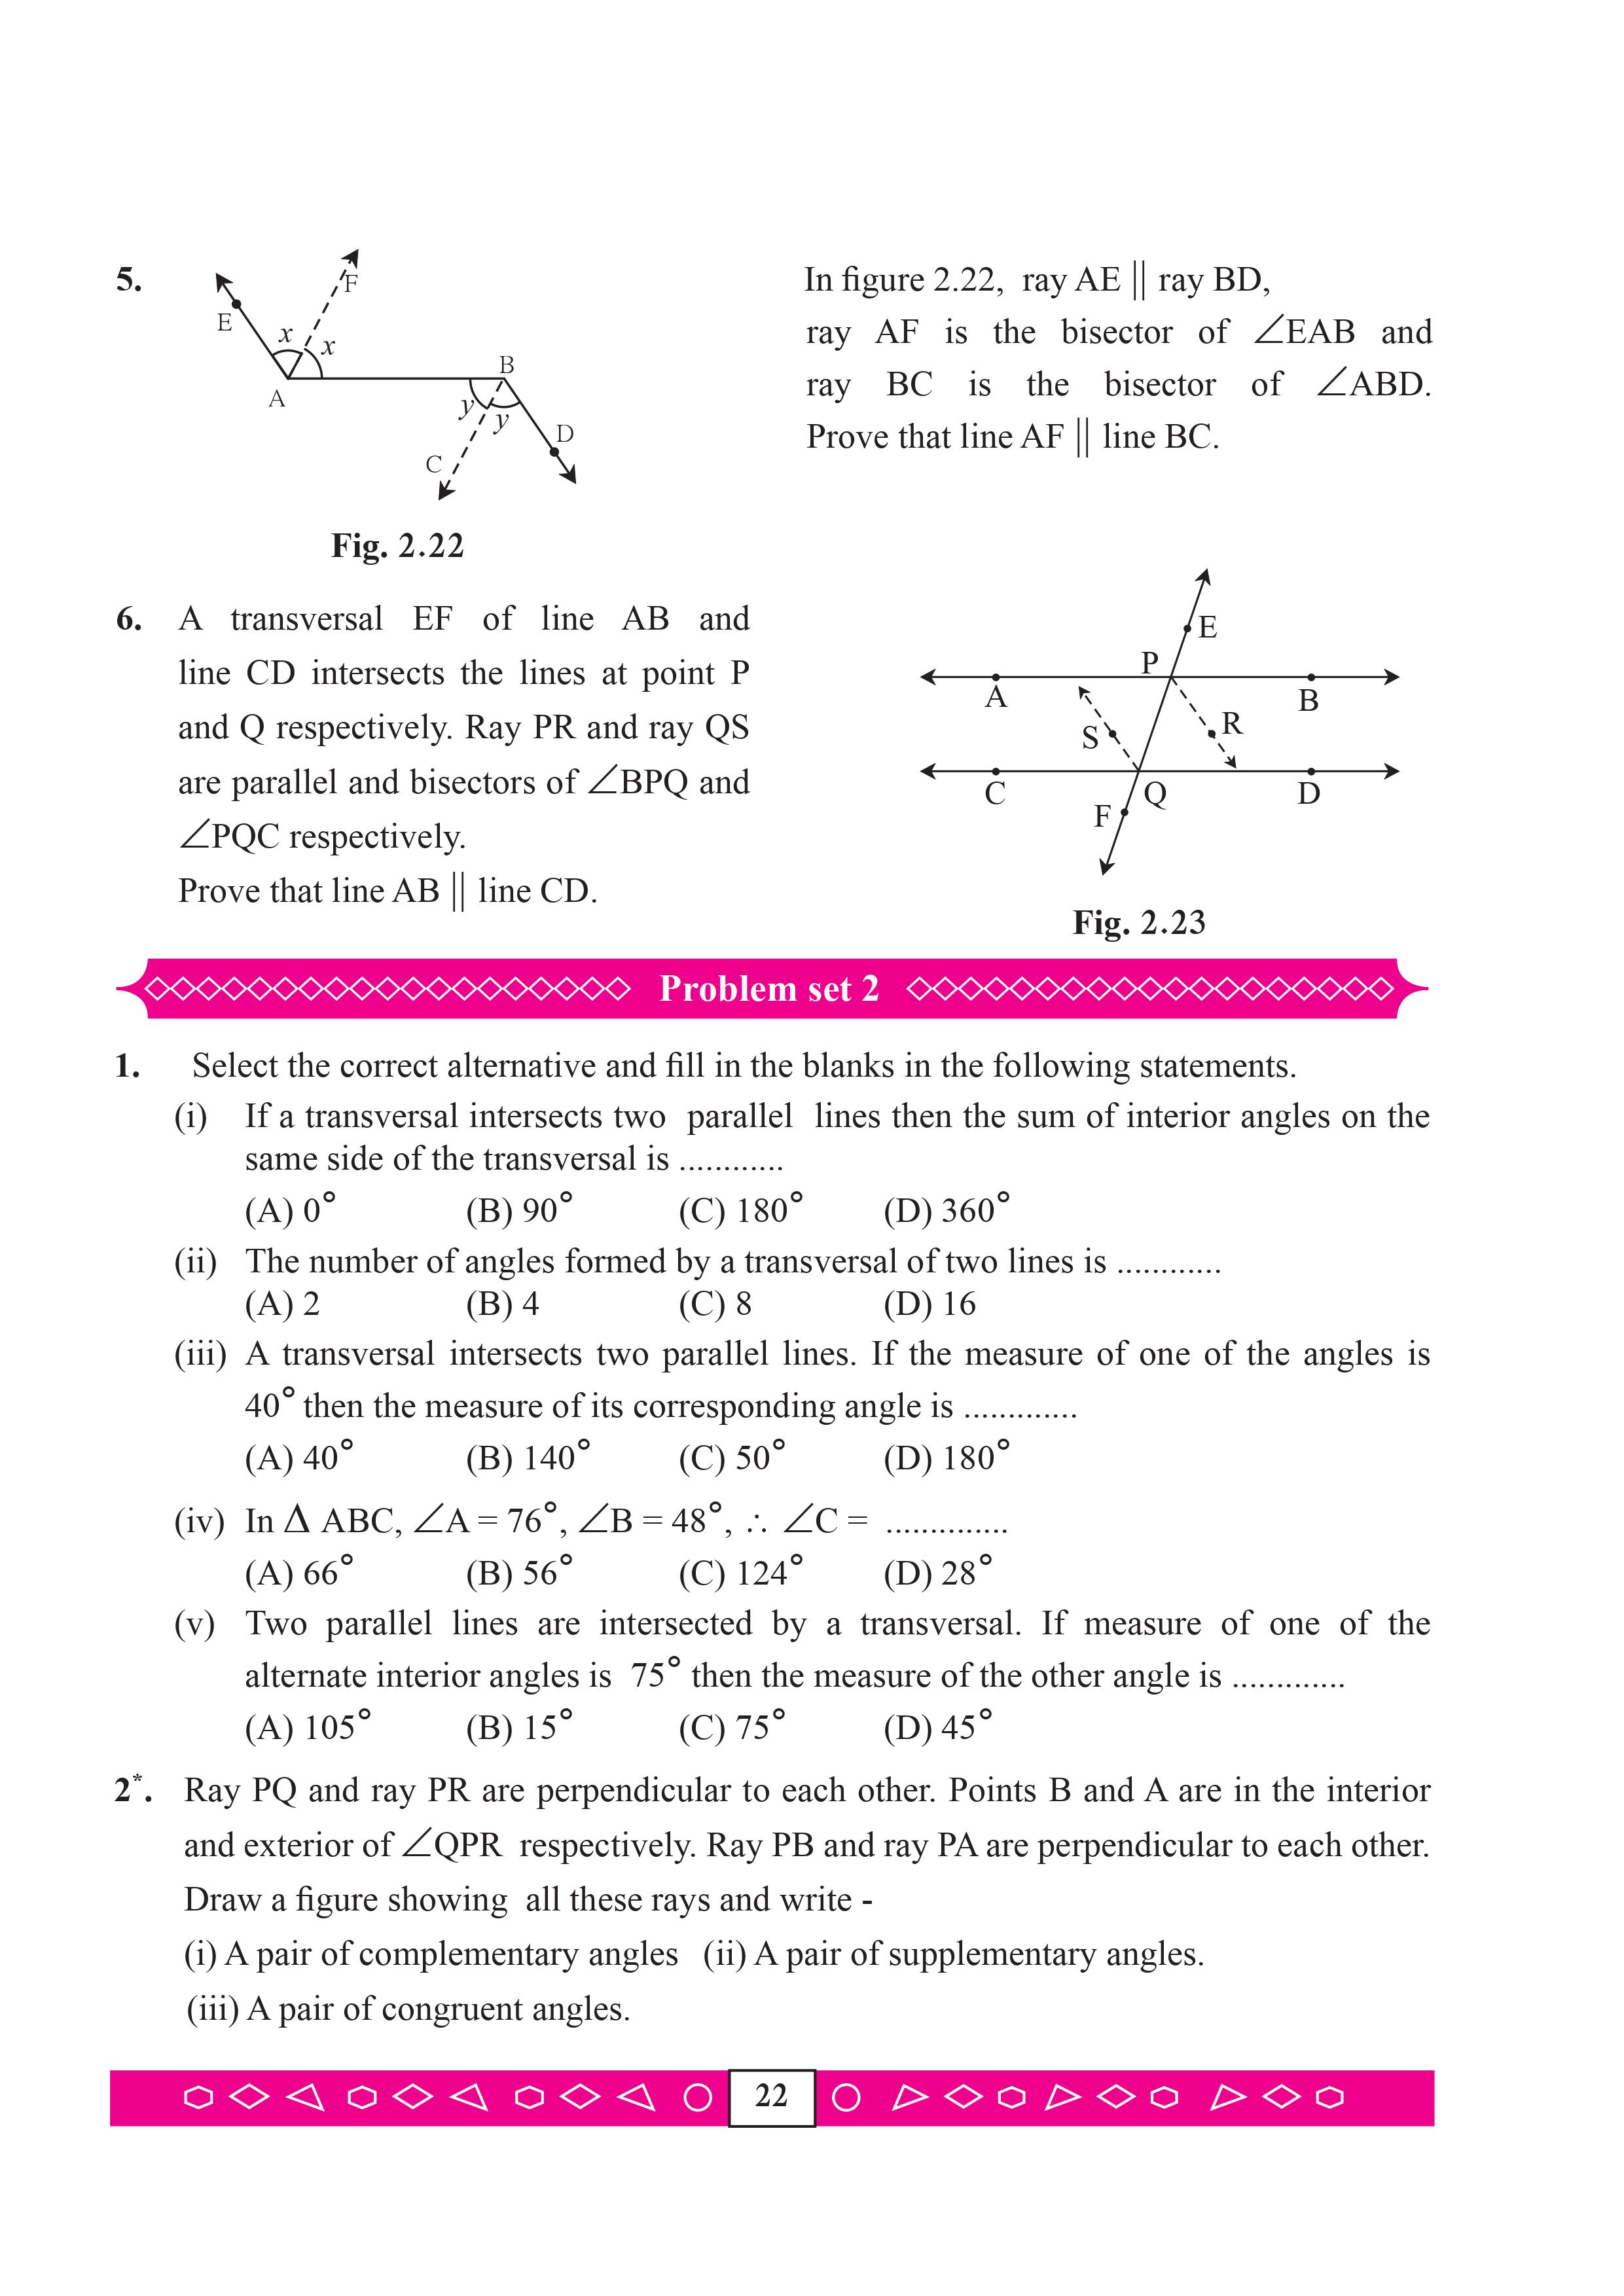 5.
F
E
x
x
A
B
y
y
C
D
Fig. 2.22
In figure 2.22, ray AE || ray BD,
ray AF is the bisector of ∠EAB and
ray BC is the bisector of ∠ABD.
Prove that line AF || line BC.
6. A transversal EF of line AB and
line CD intersects the lines at point P
and Q respectively. Ray PR and ray QS
are parallel and bisectors of ∠BPQ and
∠PQC respectively.
Prove that line AB || line CD.
E
P
A
B
S
R
C
Q
D
F
Fig. 2.23
Problem set 2
1. Select the correct alternative and fill in the blanks in the following statements.
(i) If a transversal intersects two parallel lines then the sum of interior angles on the
same side of the transversal is ............
(A) 0° (B) 90° (C) 180° (D) 360°
(ii) The number of angles formed by a transversal of two lines is ............
(A) 2 (B) 4 (C) 8 (D) 16
(iii) A transversal intersects two parallel lines. If the measure of one of the angles is
40° then the measure of its corresponding angle is .............
(A) 40° (B) 140° (C) 50° (D) 180°
(iv) In Δ ABC, ∠A = 76°, ∠B = 48°, ∴ ∠C = ..............
(A) 66° (B) 56° (C) 124° (D) 28°
(v) Two parallel lines are intersected by a transversal. If measure of one of the
alternate interior angles is 75° then the measure of the other angle is .............
(A) 105° (B) 15° (C) 75° (D) 45°
2*. Ray PQ and ray PR are perpendicular to each other. Points B and A are in the interior
and exterior of ∠QPR respectively. Ray PB and ray PA are perpendicular to each other.
Draw a figure showing all these rays and write -
(i) A pair of complementary angles (ii) A pair of supplementary angles.
(iii) A pair of congruent angles.
22